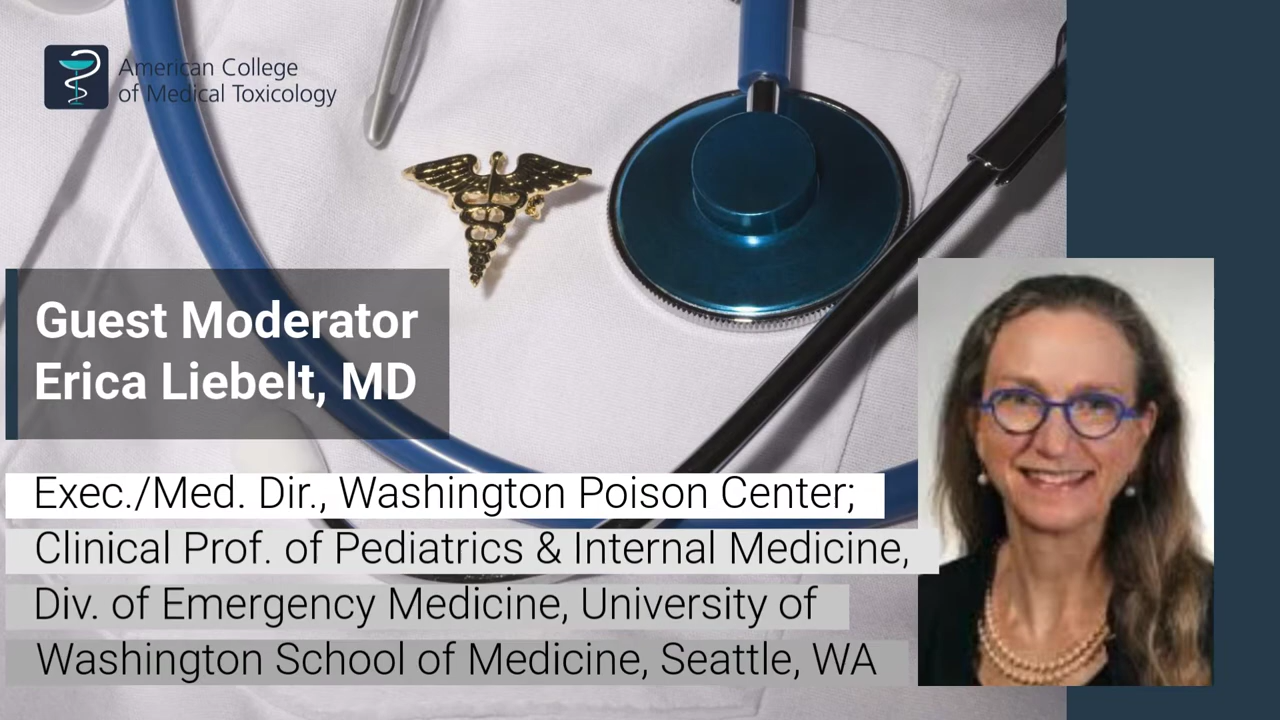 American College
of Medical Toxicology
Guest Moderator
Erica Liebelt, MD
Exec./Med. Dir., Washington Poison Center;
Clinical Prof. of Pediatrics & Internal Medicine,
Div. of Emergency Medicine, University of
Washington School of Medicine, Seattle, WA